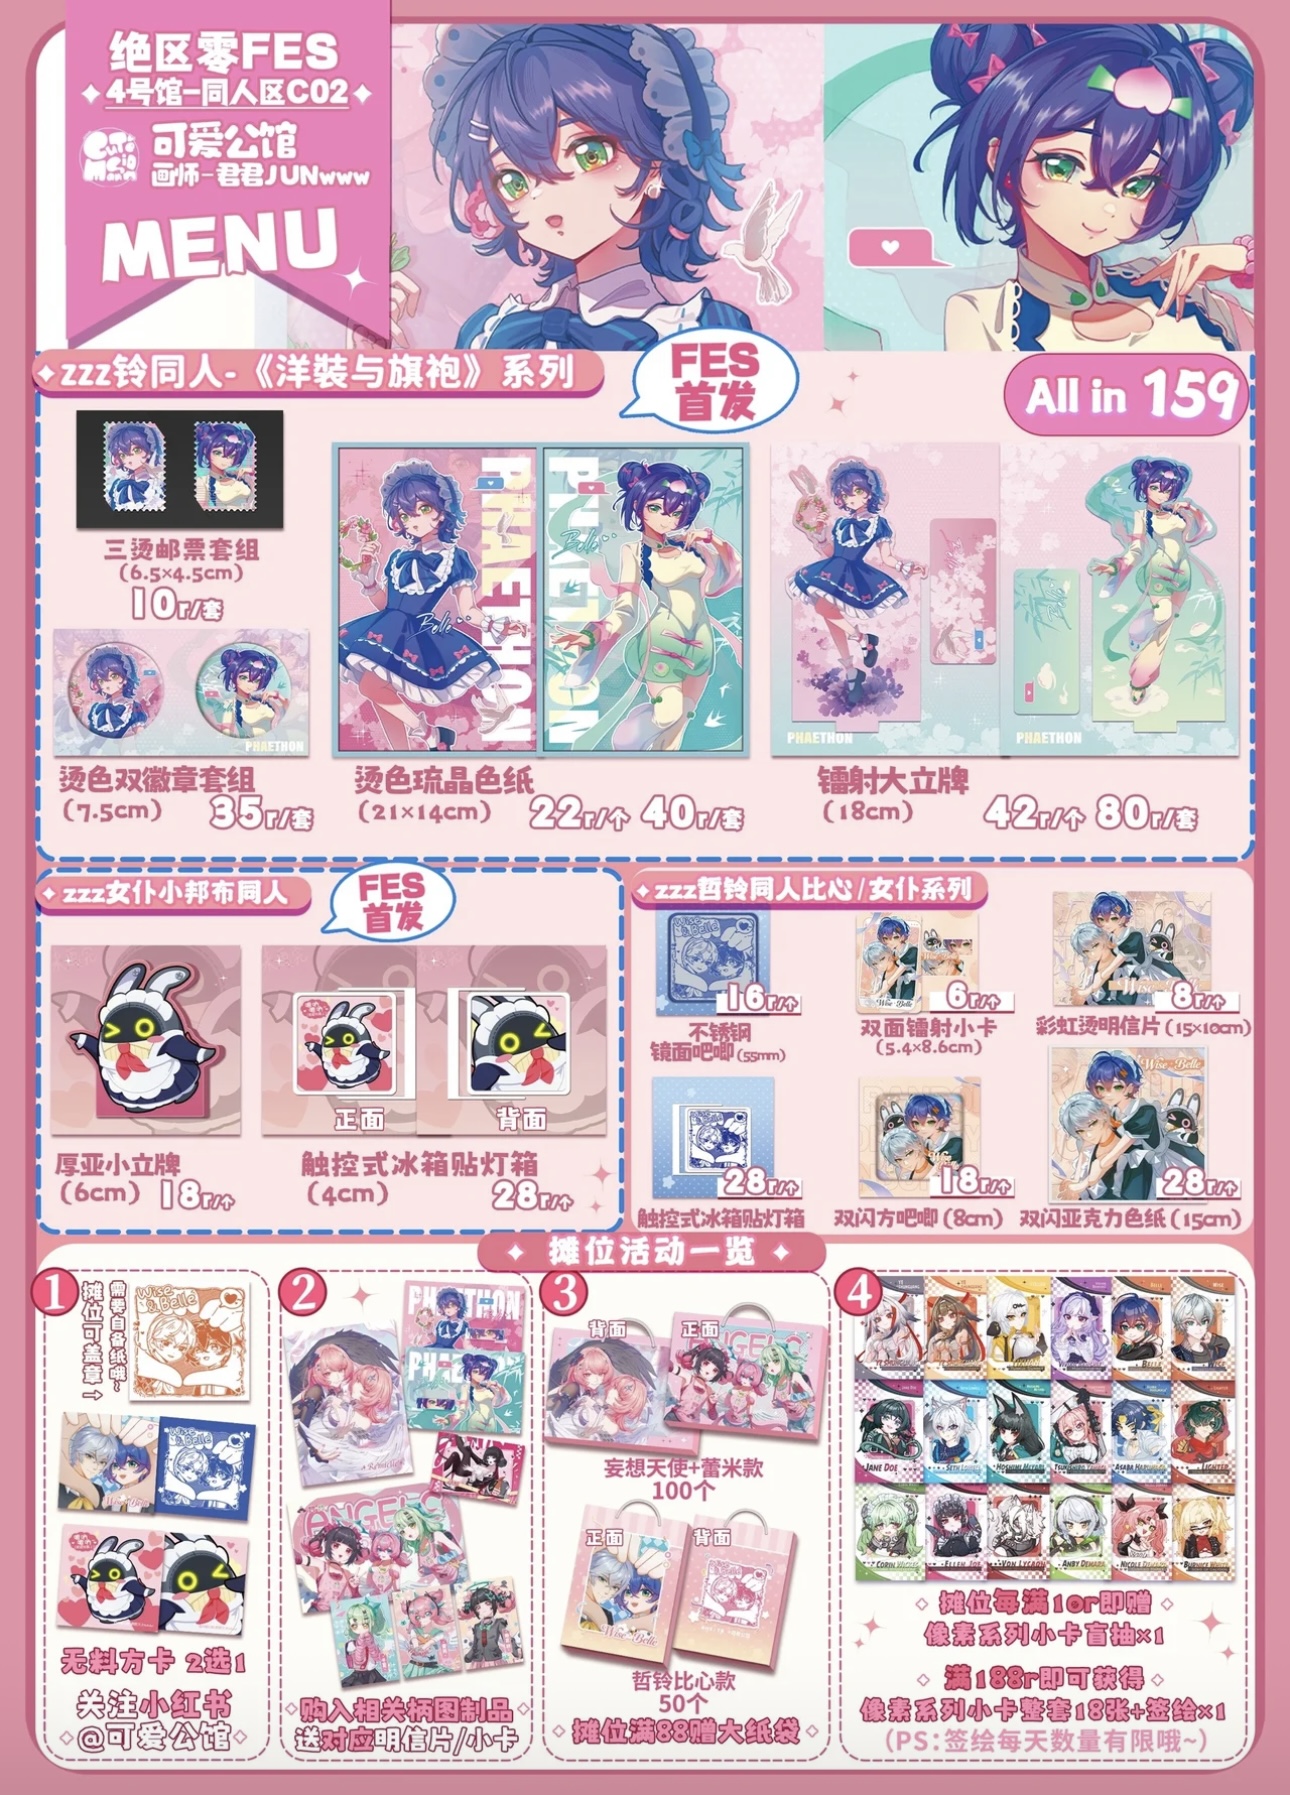 绝区零FES
4号馆-同人区C02
可爱公馆
画师-君君JUNwww
MENU
zzz铃同人-《洋装与旗袍》系列
FES
首发
All in 159
三烫邮票套组
(6.5×4.5cm)
10r/套
PHAETHON
烫色双徽章套组
(7.5cm)
35r/套
PHAETHON
Belle
PHAETHON
Belle
烫色琉晶色纸
(21×14cm)
22r/个 40r/套
PHAETHON
PHAETHON
镭射大立牌
(18cm)
42r/个 80r/套
zzz女仆小邦布同人
FES
首发
厚亚小立牌
(6cm)
18r/个
正面
背面
触控式冰箱贴灯箱
(4cm)
28r/个
zzz哲铃同人比心/女仆系列
16r/个
不锈钢
镜面吧唧(55mm)
6r/个
双面镭射小卡
(5.4×8.6cm)
8r/个
彩虹烫明信片(15×10cm)
28r/个
触控式冰箱贴灯箱
18r/个
双闪方吧唧(8cm)
Wise Belle
28r/个
双闪亚克力色纸(15cm)
摊位活动一览
1
需要自备纸哦~
摊位可盖章→
Wise
&Belle
无料方卡 2选1
关注小红书
@可爱公馆
2
PHAETHON
ANGELS
购入相关柄图制品
送对应明信片/小卡
3
背面
正面
ANGELS
妄想天使+蕾米款
100个
正面
背面
Wise Belle
哲铃比心款
50个
摊位满88赠大纸袋
4
JANE DOE
VON LYCAON
摊位每满10r即赠
像素系列小卡盲抽×1
满188r即可获得
像素系列小卡整套18张+签绘×1
(PS:签绘每天数量有限哦~)